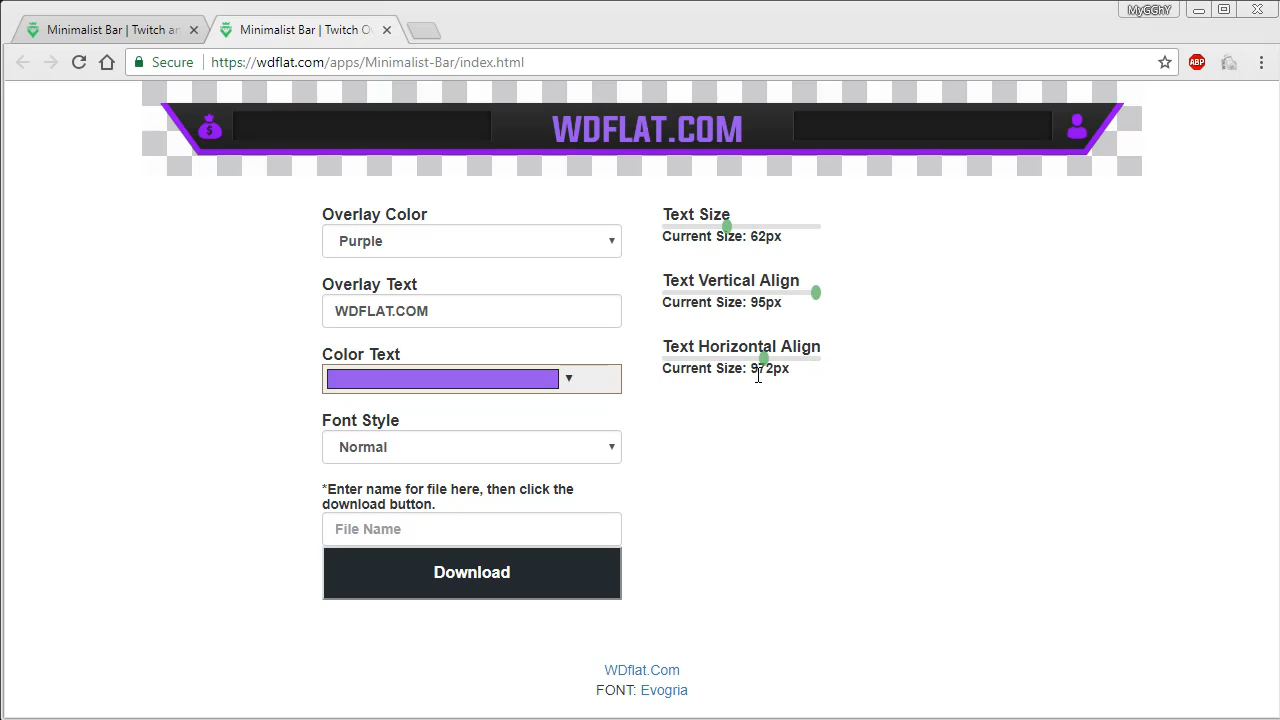 MyGGhY
Minimalist Bar | Twitch ar
Minimalist Bar | Twitch O
Secure
https://wdflat.com/apps/Minimalist-Bar/index.html
ABP
$
WDFLAT.COM
Overlay Color
Purple
Overlay Text
WDFLAT.COM
Color Text
Font Style
Normal
*Enter name for file here, then click the
download button.
File Name
Download
Text Size
Current Size: 62px
Text Vertical Align
Current Size: 95px
Text Horizontal Align
Current Size: 972px
WDflat.Com
FONT: Evogria